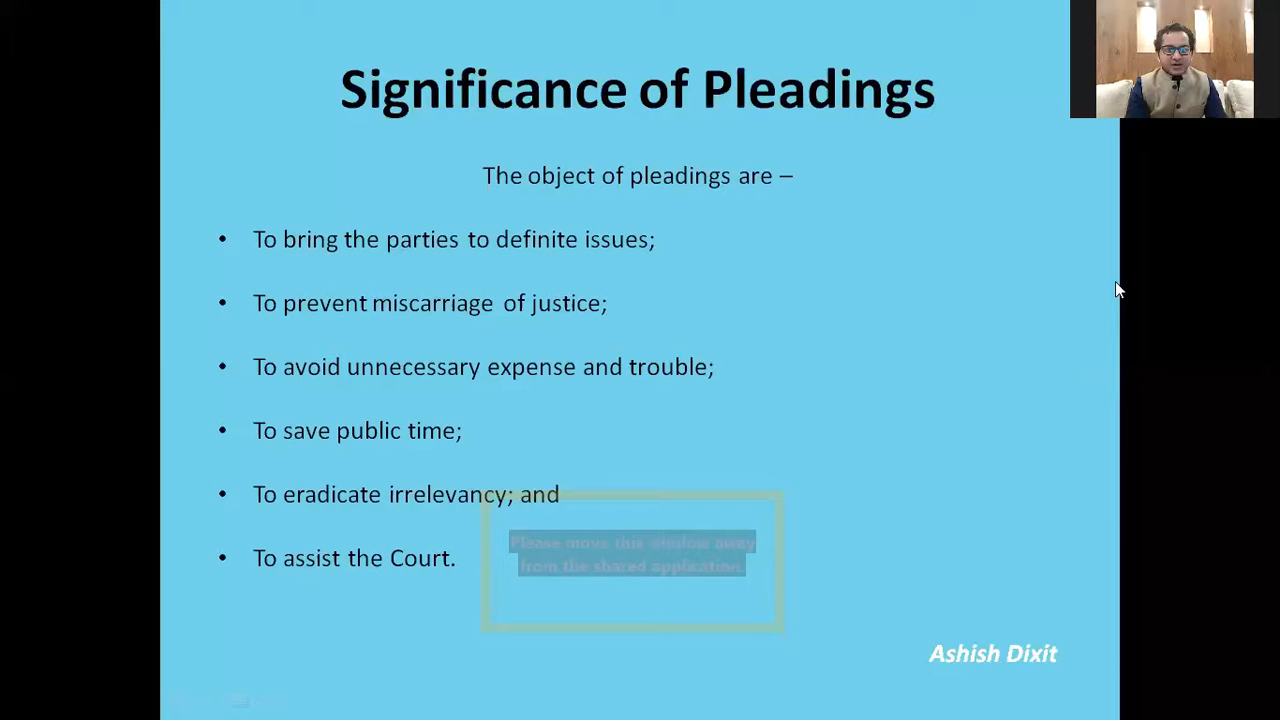 Significance of Pleadings
The object of pleadings are –
• To bring the parties to definite issues;
• To prevent miscarriage of justice;
• To avoid unnecessary expense and trouble;
• To save public time;
• To eradicate irrelevancy; and
• To assist the Court.
Please move this window away
from the shared application.
Ashish Dixit